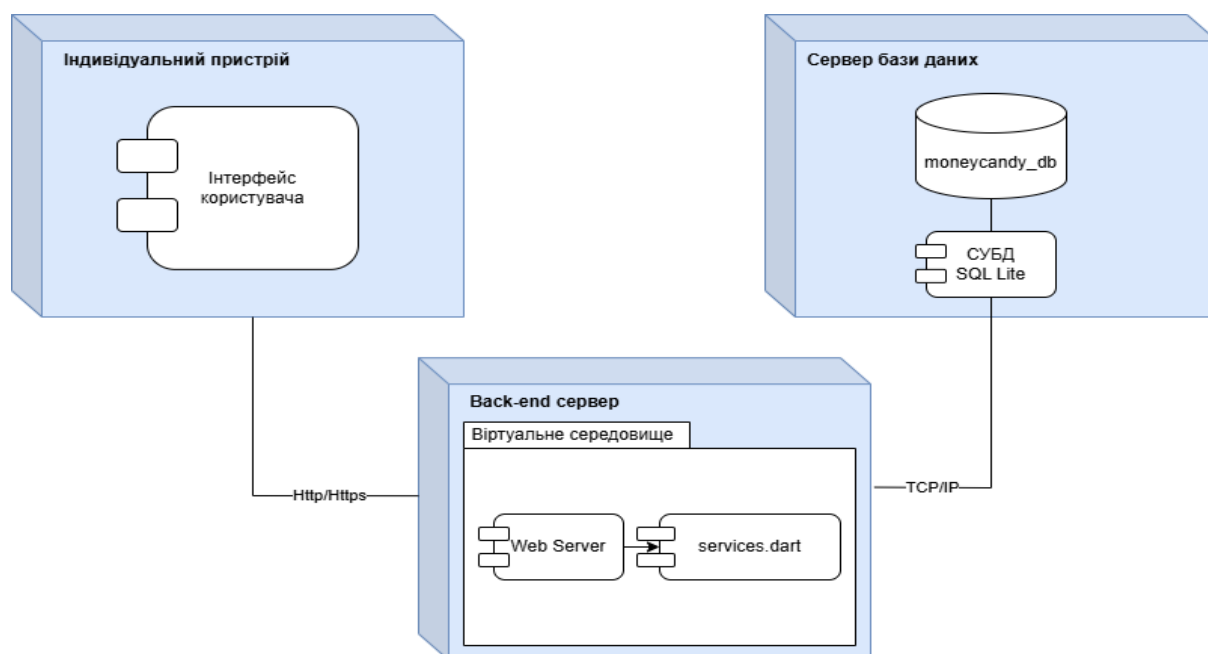 Індивідуальний пристрій
Інтерфейс
користувача
Сервер бази даних
moneycandy_db
СУБД
SQL Lite
Back-end сервер
Віртуальне середовище
Http/Https
TCP/IP
Web Server
services.dart